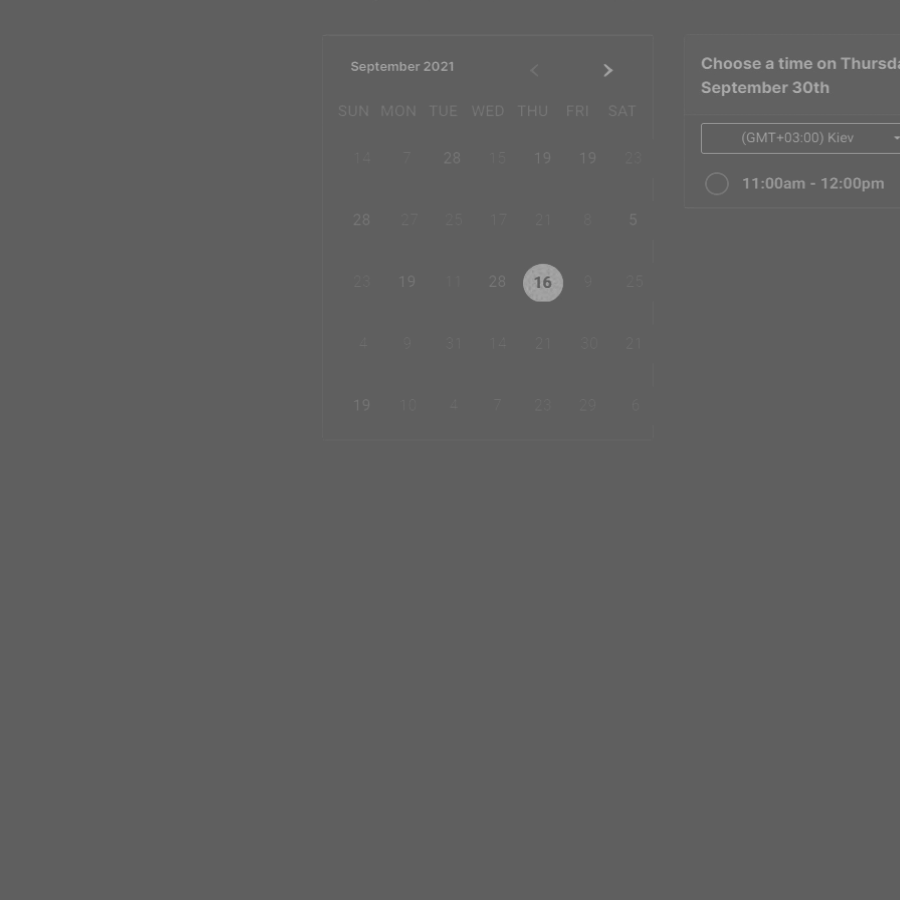 September 2021
SUN MON TUE WED THU FRI SAT
14 7 28 15 19 19 23
28 27 25 17 21 8 5
23 19 11 28 16 9 25
4 9 31 14 21 30 21
19 10 4 7 23 29 6
Choose a time on Thursda
September 30th
(GMT+03:00) Kiev
11:00am - 12:00pm